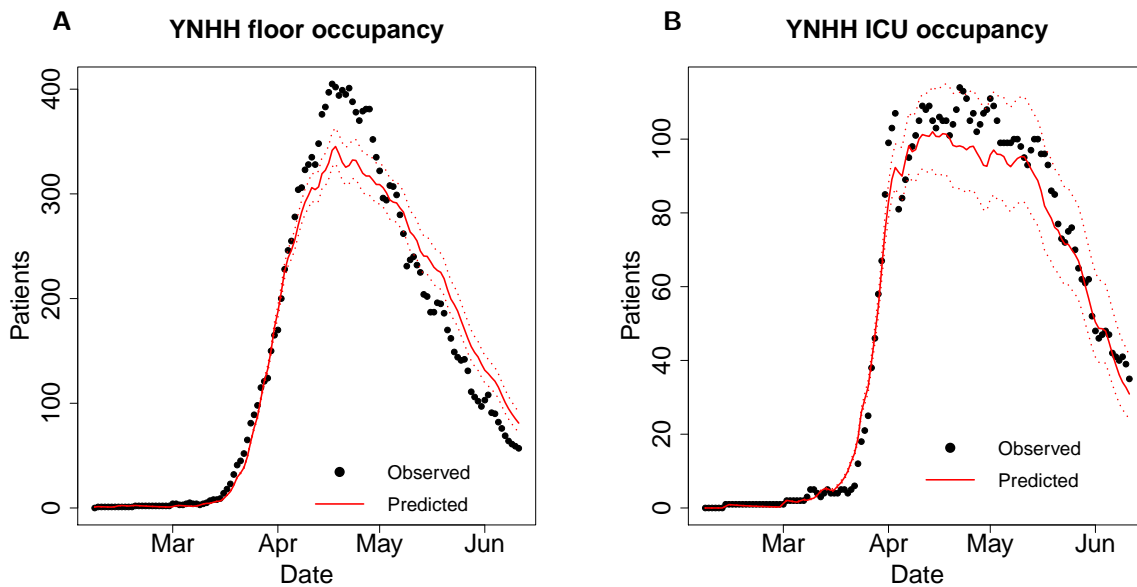 A
YNHH floor occupancy
Patients
0
100
200
300
400
Mar
Apr
May
Jun
Date
Observed
Predicted
B
YNHH ICU occupancy
Patients
0
20
40
60
80
100
Mar
Apr
May
Jun
Date
Observed
Predicted